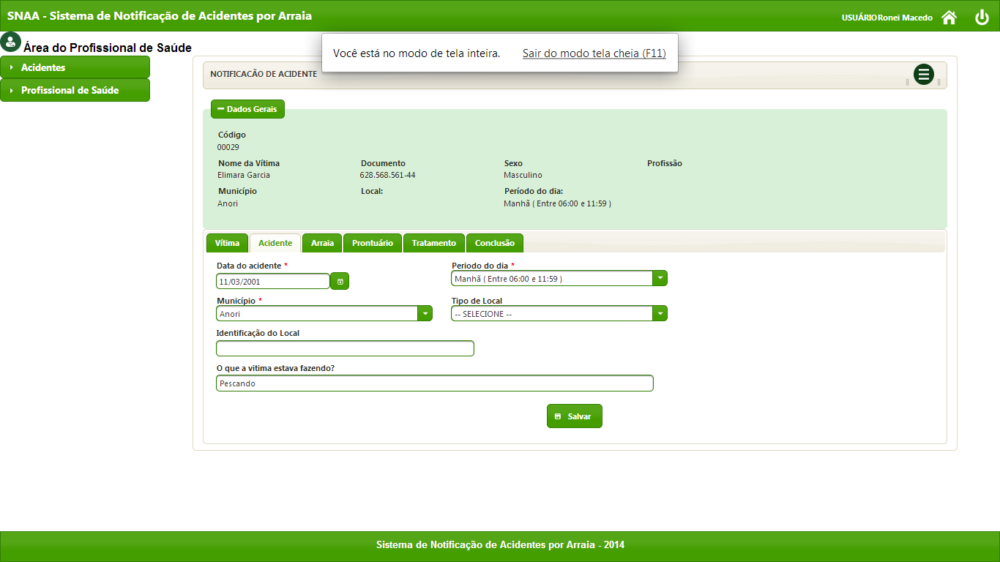 SNAA - Sistema de Notificação de Acidentes por Arraia
USUÁRIORonei Macedo
Você está no modo de tela inteira. Sair do modo tela cheia (F11)
Área do Profissional de Saúde
Acidentes
Profissional de Saúde
NOTIFICACÃO DE ACIDENTE
Dados Gerais
Código
00029
Nome da Vítima Documento Sexo Profissão
Elimara Garcia 628.568.561-44 Masculino
Município Local: Período do dia:
Anori Manhã ( Entre 06:00 e 11:59 )
Vítima Acidente Arraia Prontuário Tratamento Conclusão
Data do acidente * Periodo do dia *
11/03/2001 Manhã ( Entre 06:00 e 11:59 )
Município * Tipo de Local
Anori -- SELECIONE --
Identificação do Local
O que a vitima estava fazendo?
Pescando
Salvar
Sistema de Notificação de Acidentes por Arraia - 2014